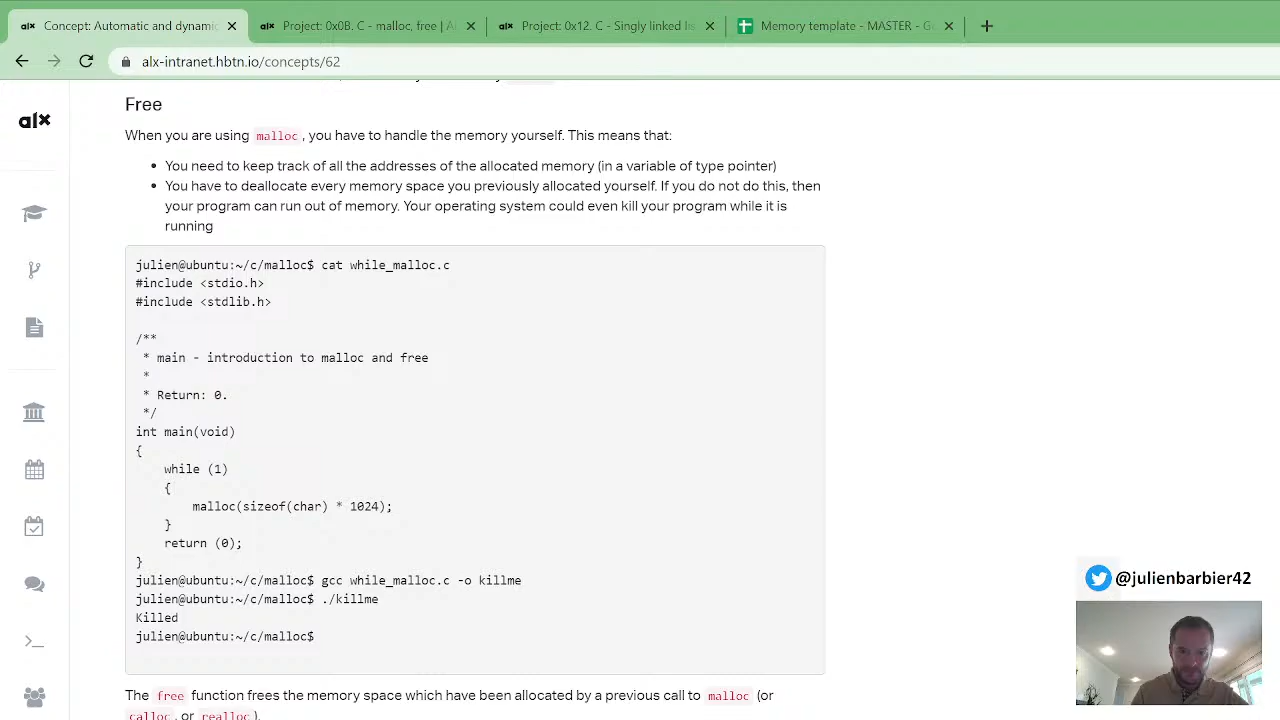 alx Concept: Automatic and dynamic
alx Project: 0x0B. C - malloc, free | A
alx Project: 0x12. C - Singly linked lis
Memory template - MASTER - G
alx-intranet.hbtn.io/concepts/62
alx
Free
When you are using malloc, you have to handle the memory yourself. This means that:
• You need to keep track of all the addresses of the allocated memory (in a variable of type pointer)
• You have to deallocate every memory space you previously allocated yourself. If you do not do this, then
your program can run out of memory. Your operating system could even kill your program while it is
running
julien@ubuntu:~/c/malloc$ cat while_malloc.c
#include <stdio.h>
#include <stdlib.h>
/**
 * main - introduction to malloc and free
 *
 * Return: 0.
 */
int main(void)
{
    while (1)
    {
        malloc(sizeof(char) * 1024);
    }
    return (0);
}
julien@ubuntu:~/c/malloc$ gcc while_malloc.c -o killme
julien@ubuntu:~/c/malloc$ ./killme
Killed
julien@ubuntu:~/c/malloc$
@julienbarbier42
The free function frees the memory space which have been allocated by a previous call to malloc (or
calloc, or realloc).